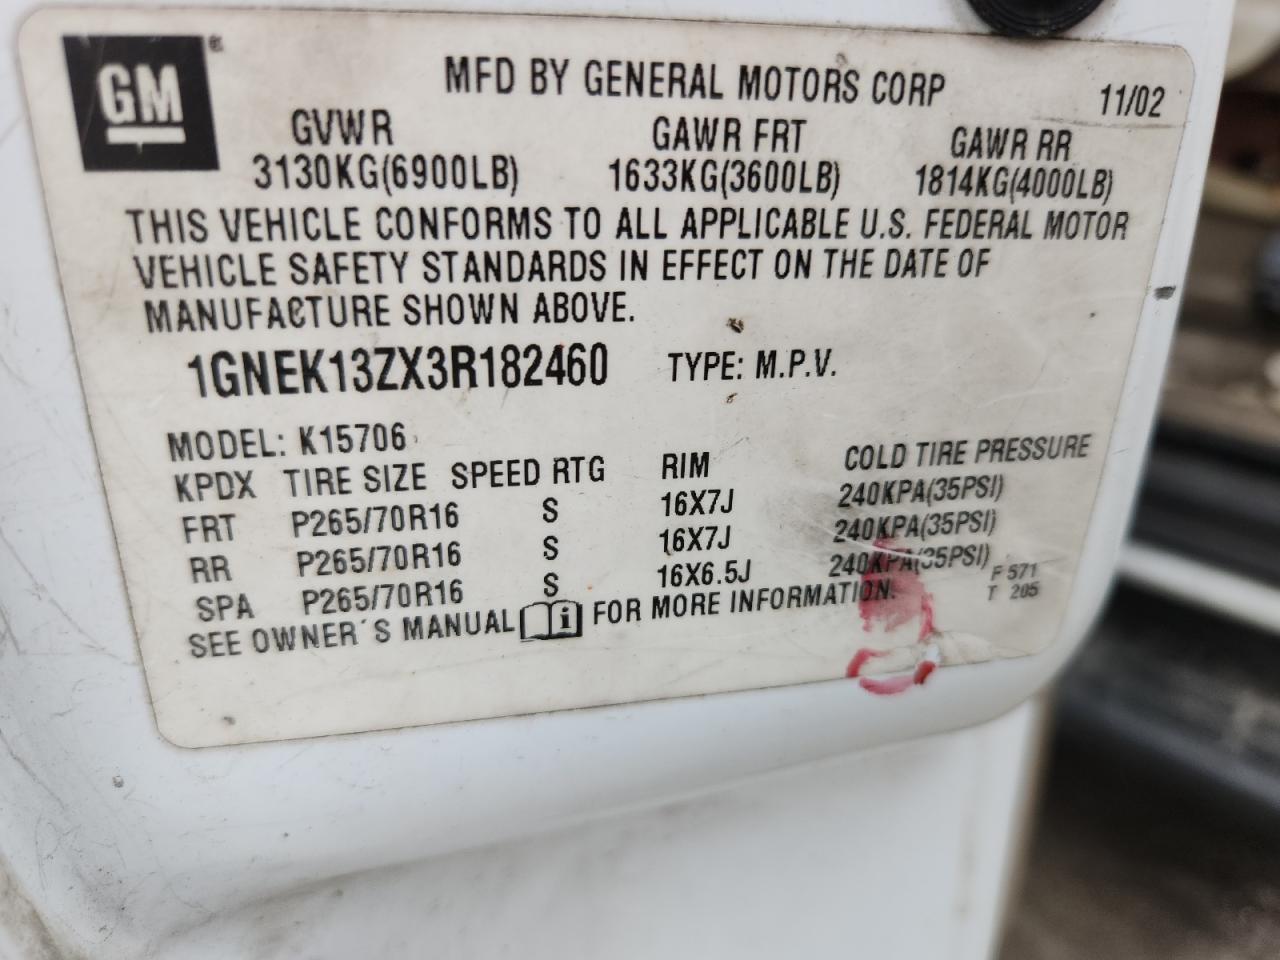 GM®
MFD BY GENERAL MOTORS CORP 11/02
GVWR GAWR FRT GAWR RR
3130KG(6900LB) 1633KG(3600LB) 1814KG(4000LB)
THIS VEHICLE CONFORMS TO ALL APPLICABLE U.S. FEDERAL MOTOR
VEHICLE SAFETY STANDARDS IN EFFECT ON THE DATE OF
MANUFACTURE SHOWN ABOVE.
1GNEK13ZX3R182460 TYPE: M.P.V.
MODEL: K15706
KPDX TIRE SIZE SPEED RTG RIM COLD TIRE PRESSURE
FRT P265/70R16 S 16X7J 240KPA(35PSI)
RR P265/70R16 S 16X7J 240KPA(35PSI)
SPA P265/70R16 S 16X6.5J 240KPA(35PSI)
SEE OWNER'S MANUAL i FOR MORE INFORMATION.
F 571
T 205